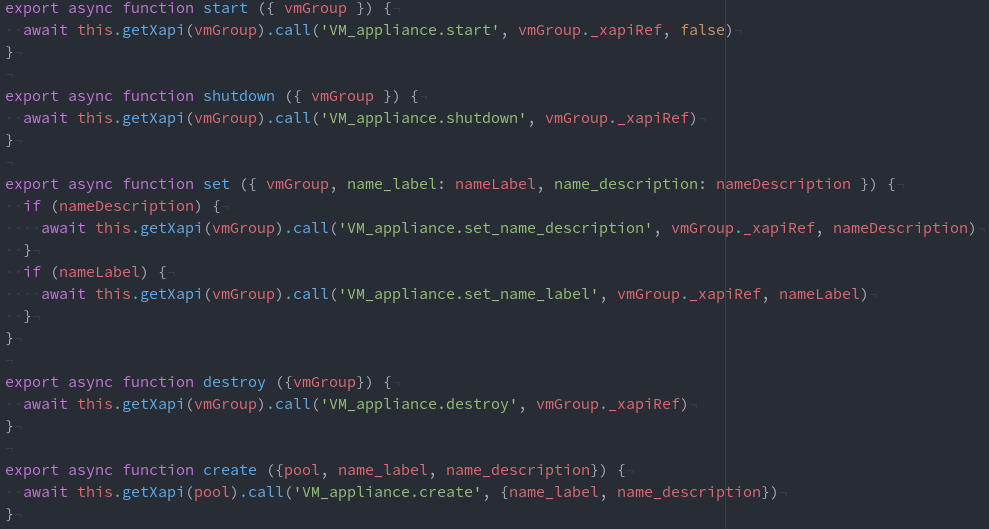 export async function start ({ vmGroup }) {
  await this.getXapi(vmGroup).call('VM_appliance.start', vmGroup._xapiRef, false)
}

export async function shutdown ({ vmGroup }) {
  await this.getXapi(vmGroup).call('VM_appliance.shutdown', vmGroup._xapiRef)
}

export async function set ({ vmGroup, name_label: nameLabel, name_description: nameDescription }) {
  if (nameDescription) {
    await this.getXapi(vmGroup).call('VM_appliance.set_name_description', vmGroup._xapiRef, nameDescription)
  }
  if (nameLabel) {
    await this.getXapi(vmGroup).call('VM_appliance.set_name_label', vmGroup._xapiRef, nameLabel)
  }
}

export async function destroy ({vmGroup}) {
  await this.getXapi(vmGroup).call('VM_appliance.destroy', vmGroup._xapiRef)
}

export async function create ({pool, name_label, name_description}) {
  await this.getXapi(pool).call('VM_appliance.create', {name_label, name_description})
}